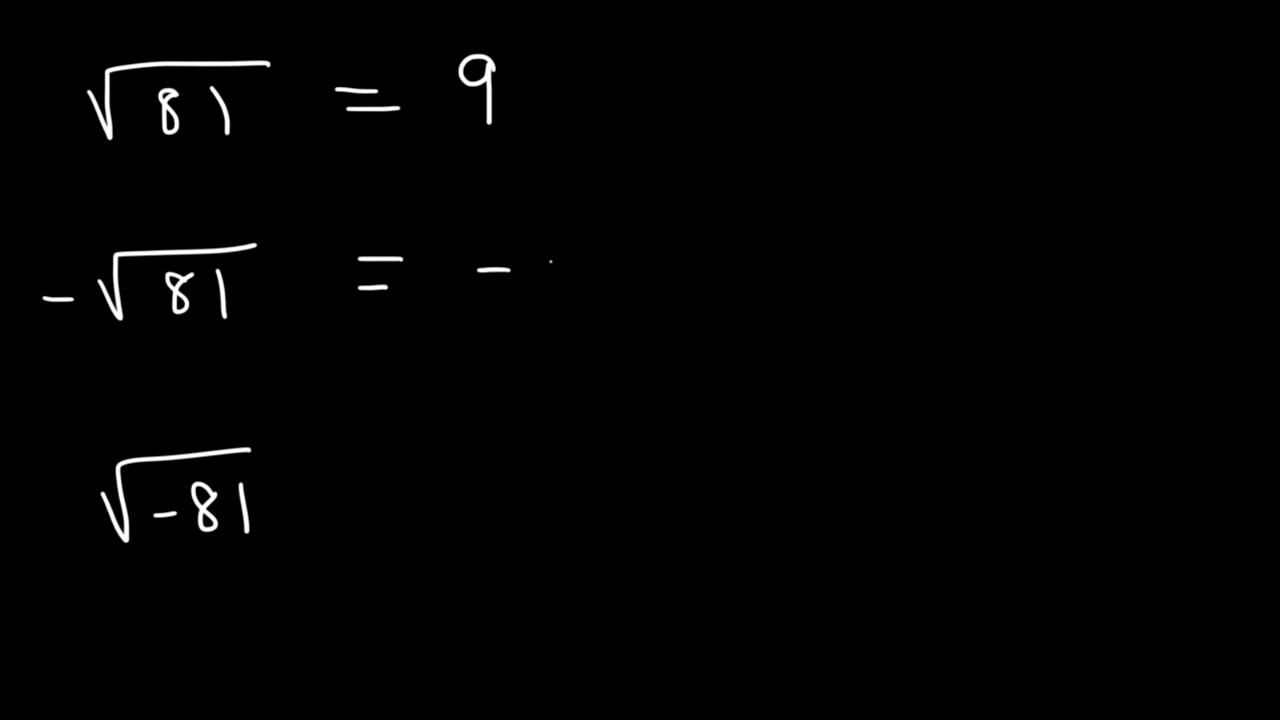 √81 = 9
-√81 = -
√-81